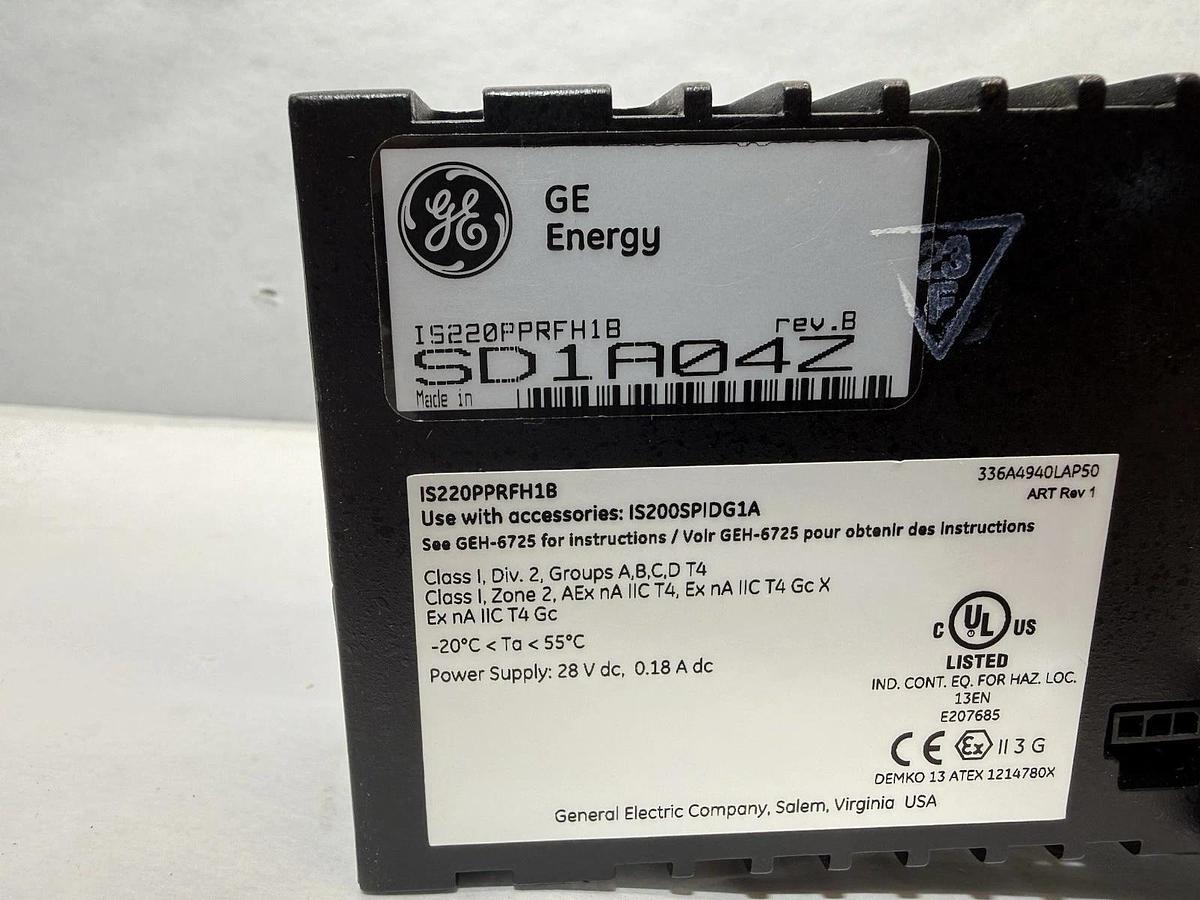 GE
GE
Energy
IS220PPRFH1B rev.B
SD1A04Z
Made in
23
F
IS220PPRFH1B
336A4940LAP50
ART Rev 1
Use with accessories: IS200SPIDG1A
See GEH-6725 for instructions / Voir GEH-6725 pour obtenir des instructions
Class I, Div. 2, Groups A,B,C,D T4
Class I, Zone 2, AEx nA IIC T4, Ex nA IIC T4 Gc X
Ex nA IIC T4 Gc
-20°C < Ta < 55°C
Power Supply: 28 V dc, 0.18 A dc
C UL US
LISTED
IND. CONT. EQ. FOR HAZ. LOC.
13EN
E207685
CE Ex II 3 G
DEMKO 13 ATEX 1214780X
General Electric Company, Salem, Virginia USA